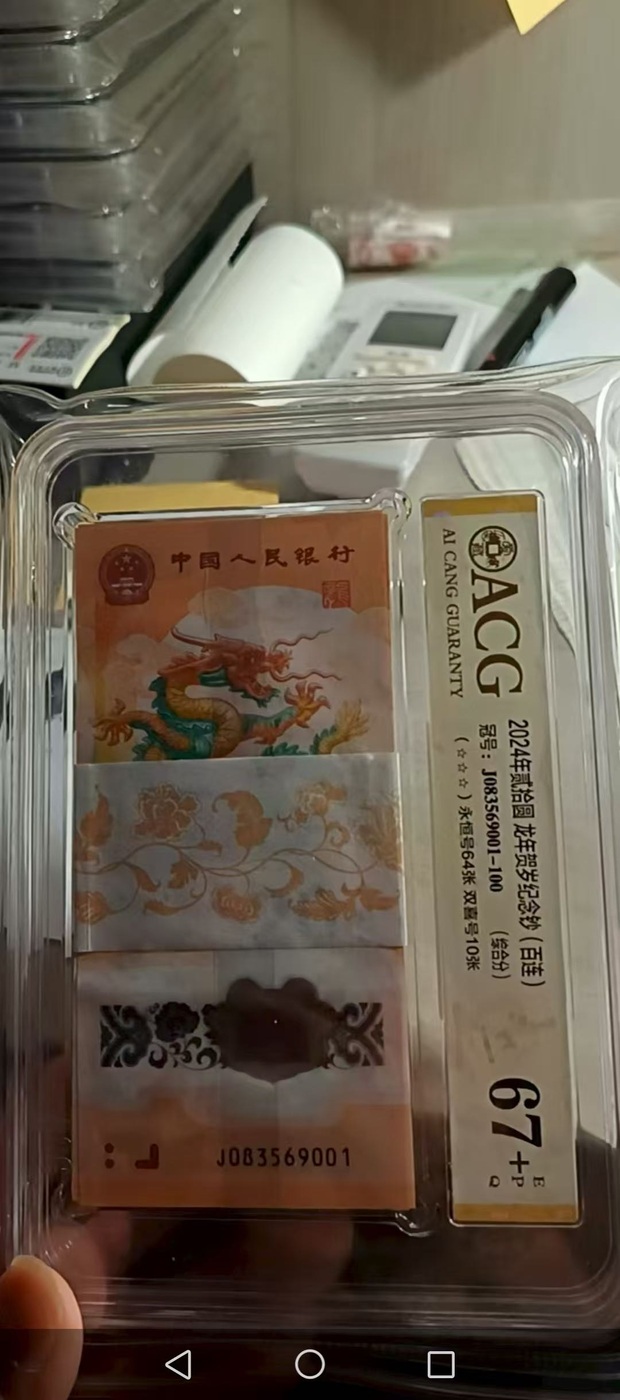 中国人民银行
J083569001
ACG
AI CANG GUARANTY
2024年贰拾圆 龙年贺岁纪念钞（百连）
冠号：J083569001-100 （综合分）
（☆☆☆）永恒号64张 双喜号10张
67+
E
P
Q